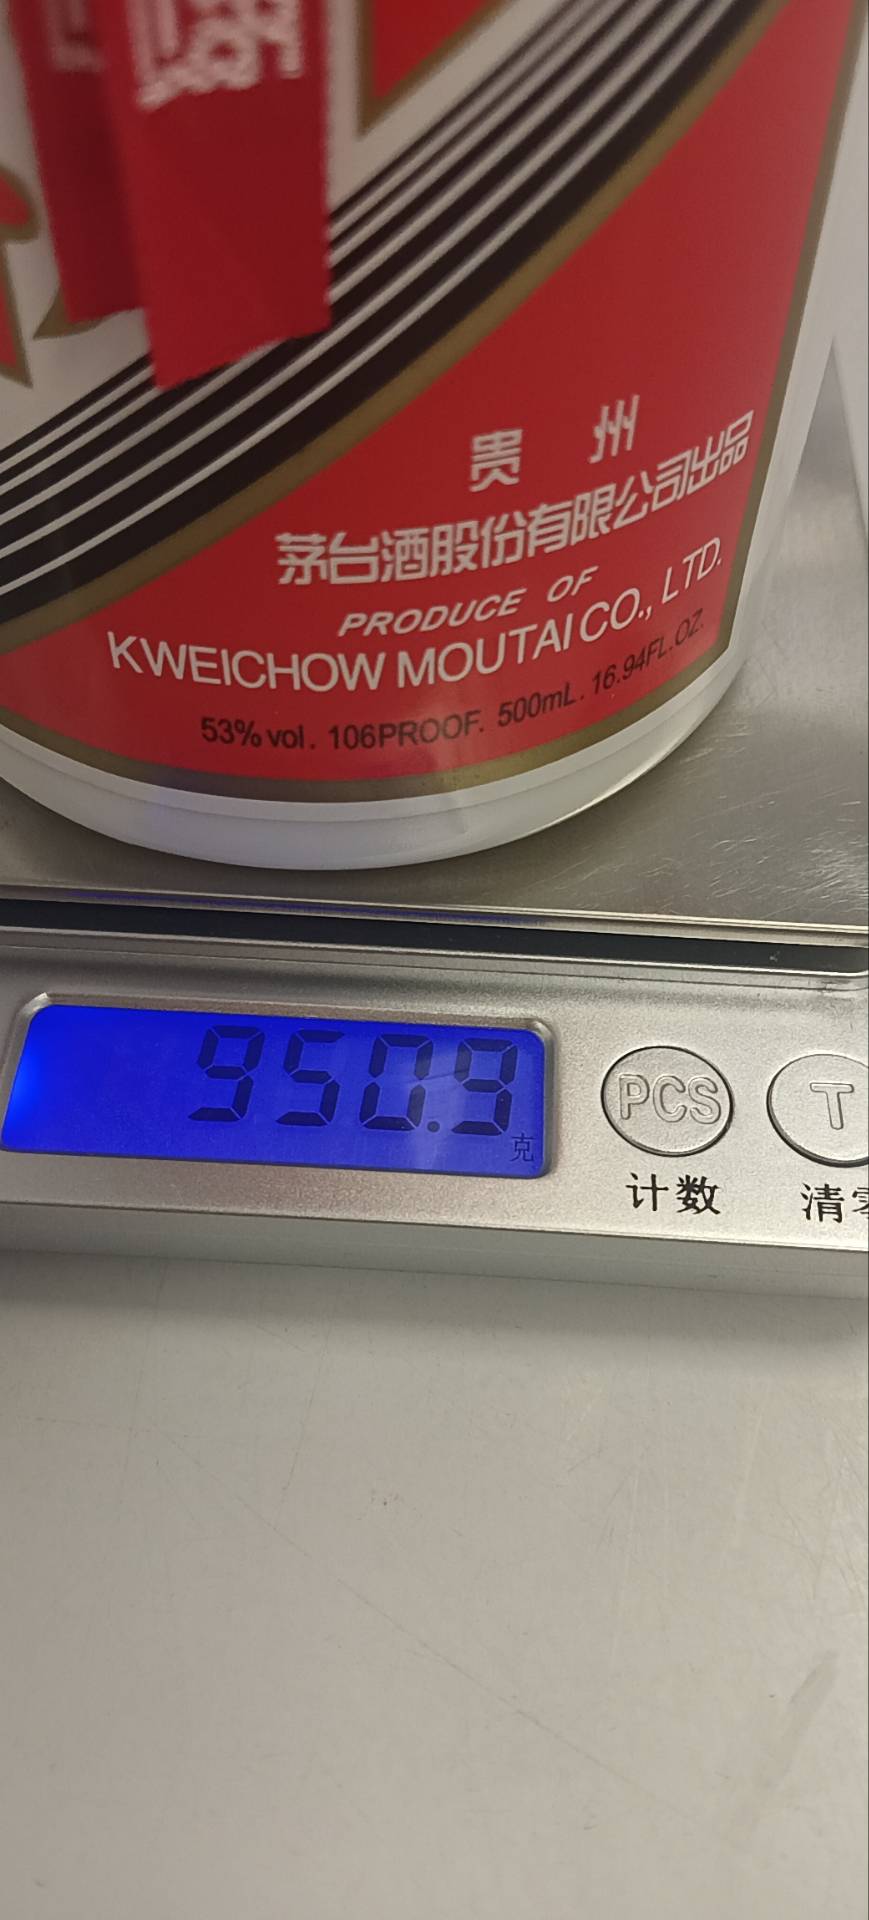 贵州
茅台酒股份有限公司出品
PRODUCE OF
KWEICHOW MOUTAI CO., LTD.
53% vol. 106PROOF. 500mL. 16.94FL.OZ.
950.9
克
PCS
T
计数
清